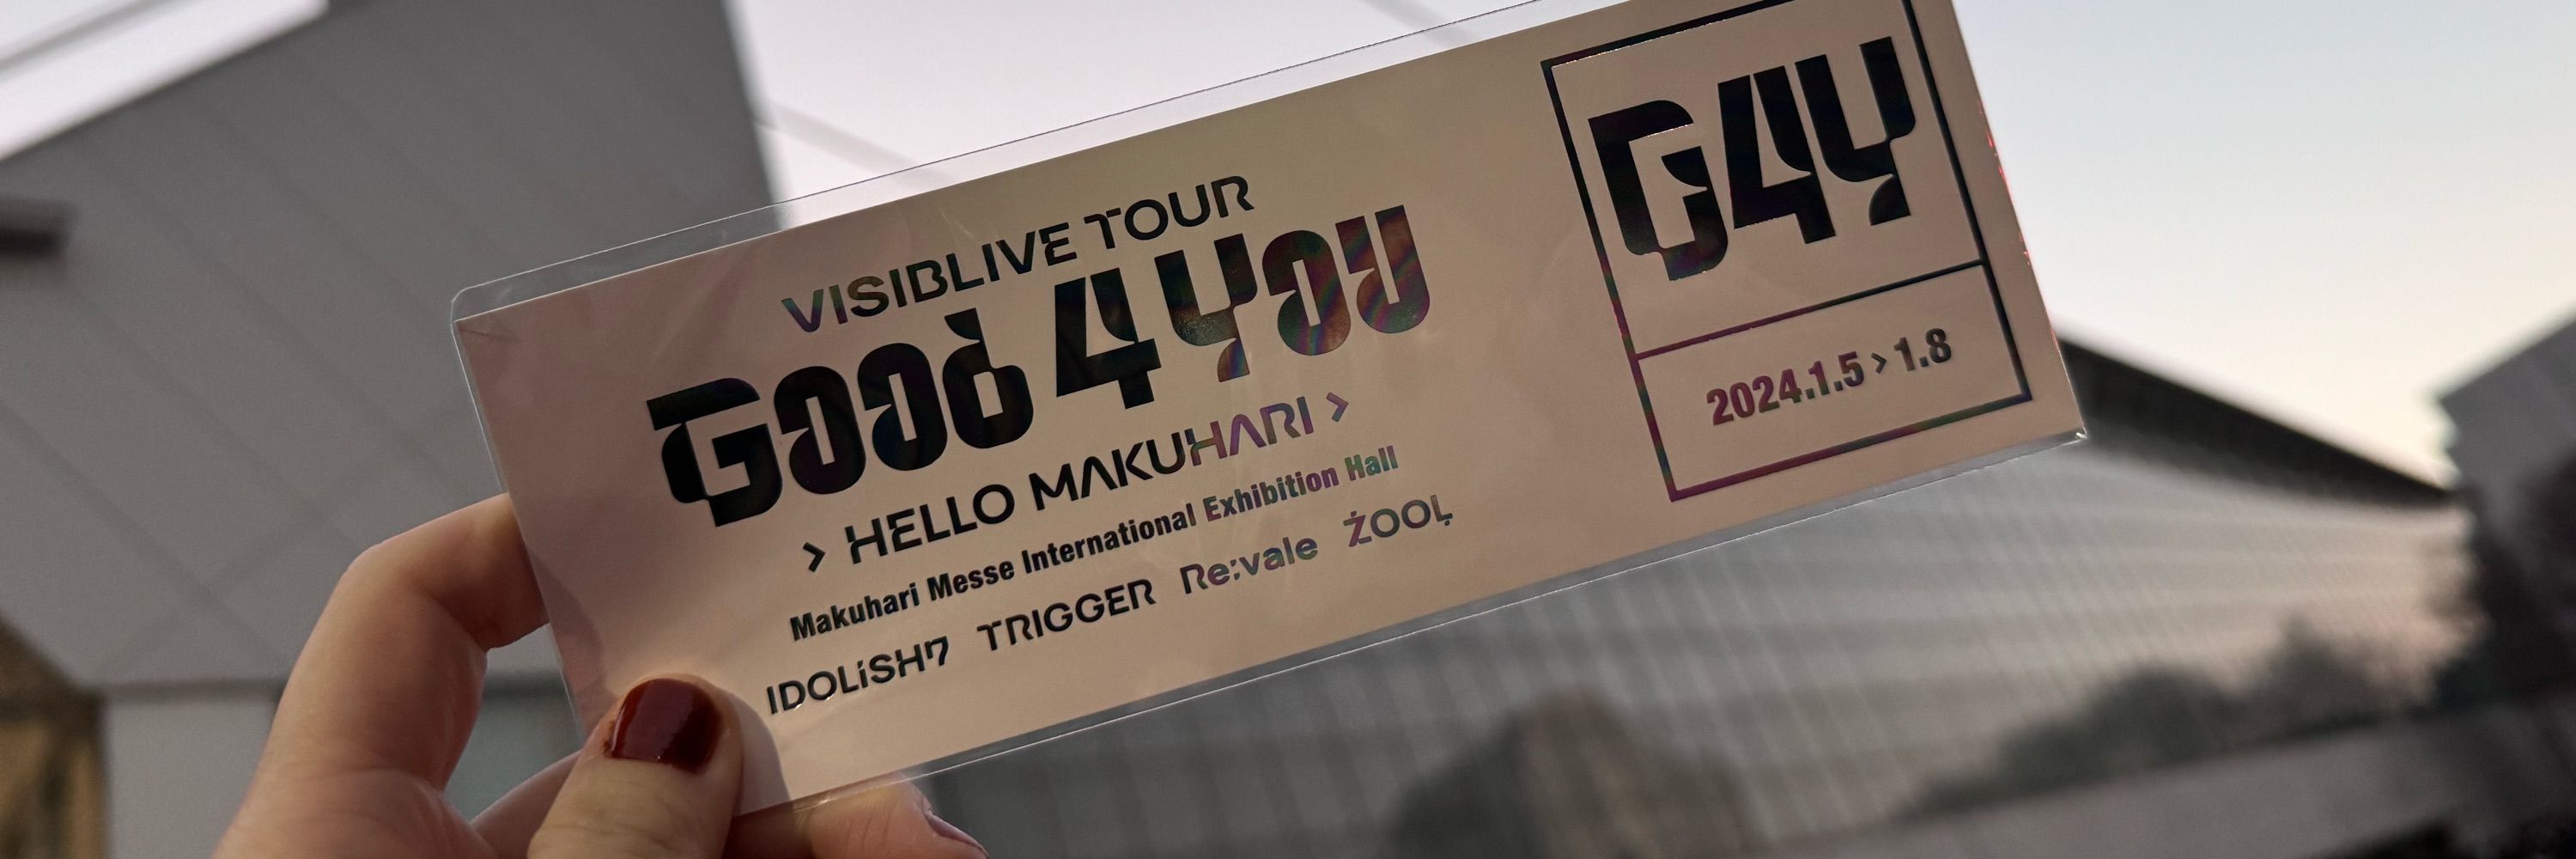 VISIBLIVE TOUR
GOOD 4 YOU
› HELLO MAKUHARI ›
Makuhari Messe International Exhibition Hall
IDOLiSH7 TRIGGER Re:vale ŹOOĻ
G4Y
2024.1.5 › 1.8